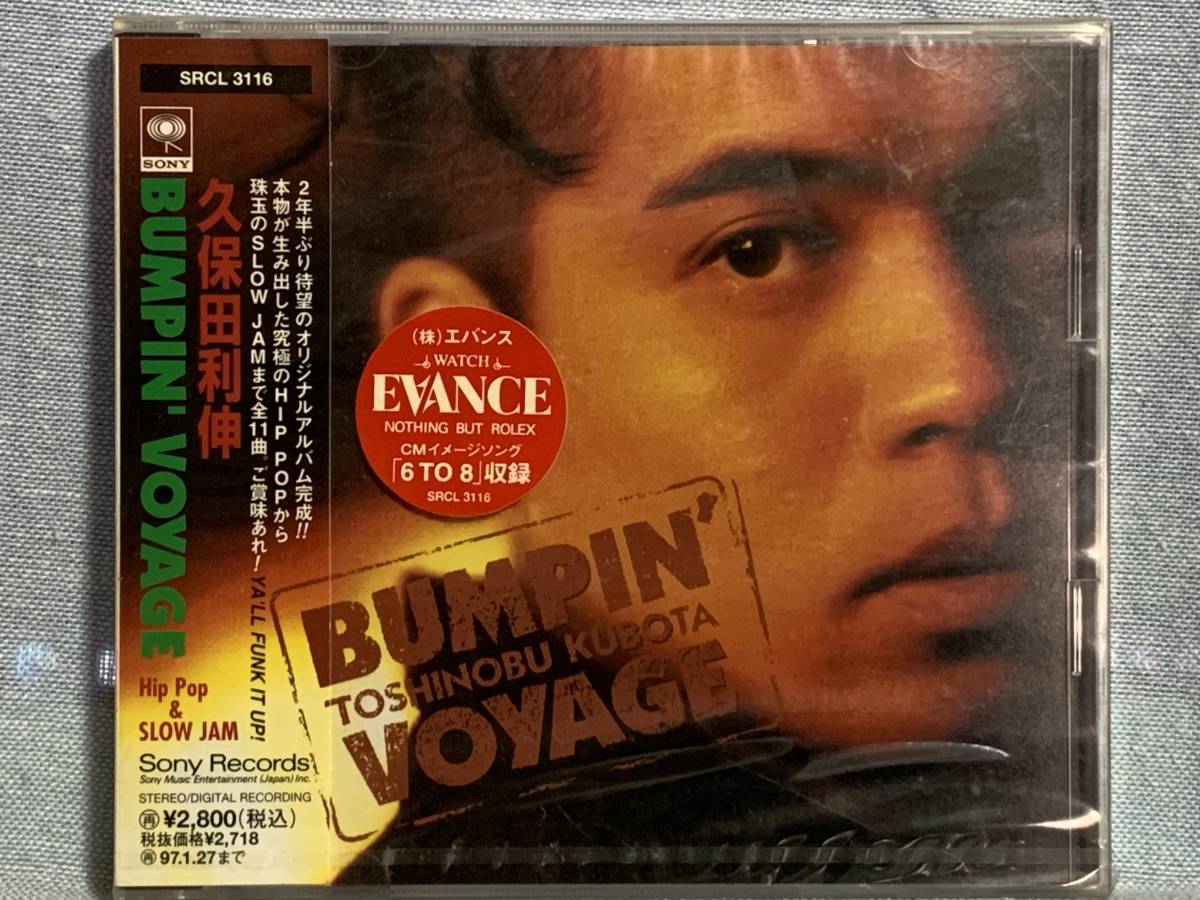 SRCL 3116
SONY
BUMPIN' VOYAGE
久保田利伸
2年半ぶり待望のオリジナルアルバム完成!!
本物が生み出した究極のHIP POPから
珠玉のSLOW JAMまで全11曲。ご賞味あれ!
YA'LL FUNK IT UP!
Hip Pop
&
SLOW JAM
Sony Records
Sony Music Entertainment (Japan) Inc.
STEREO/DIGITAL RECORDING
再¥2,800(税込)
税抜価格¥2,718
再97.1.27まで
(株)エバンス
WATCH
EVANCE
NOTHING BUT ROLEX
CMイメージソング
「6 TO 8」収録
SRCL 3116
BUMPIN'
TOSHINOBU KUBOTA
VOYAGE